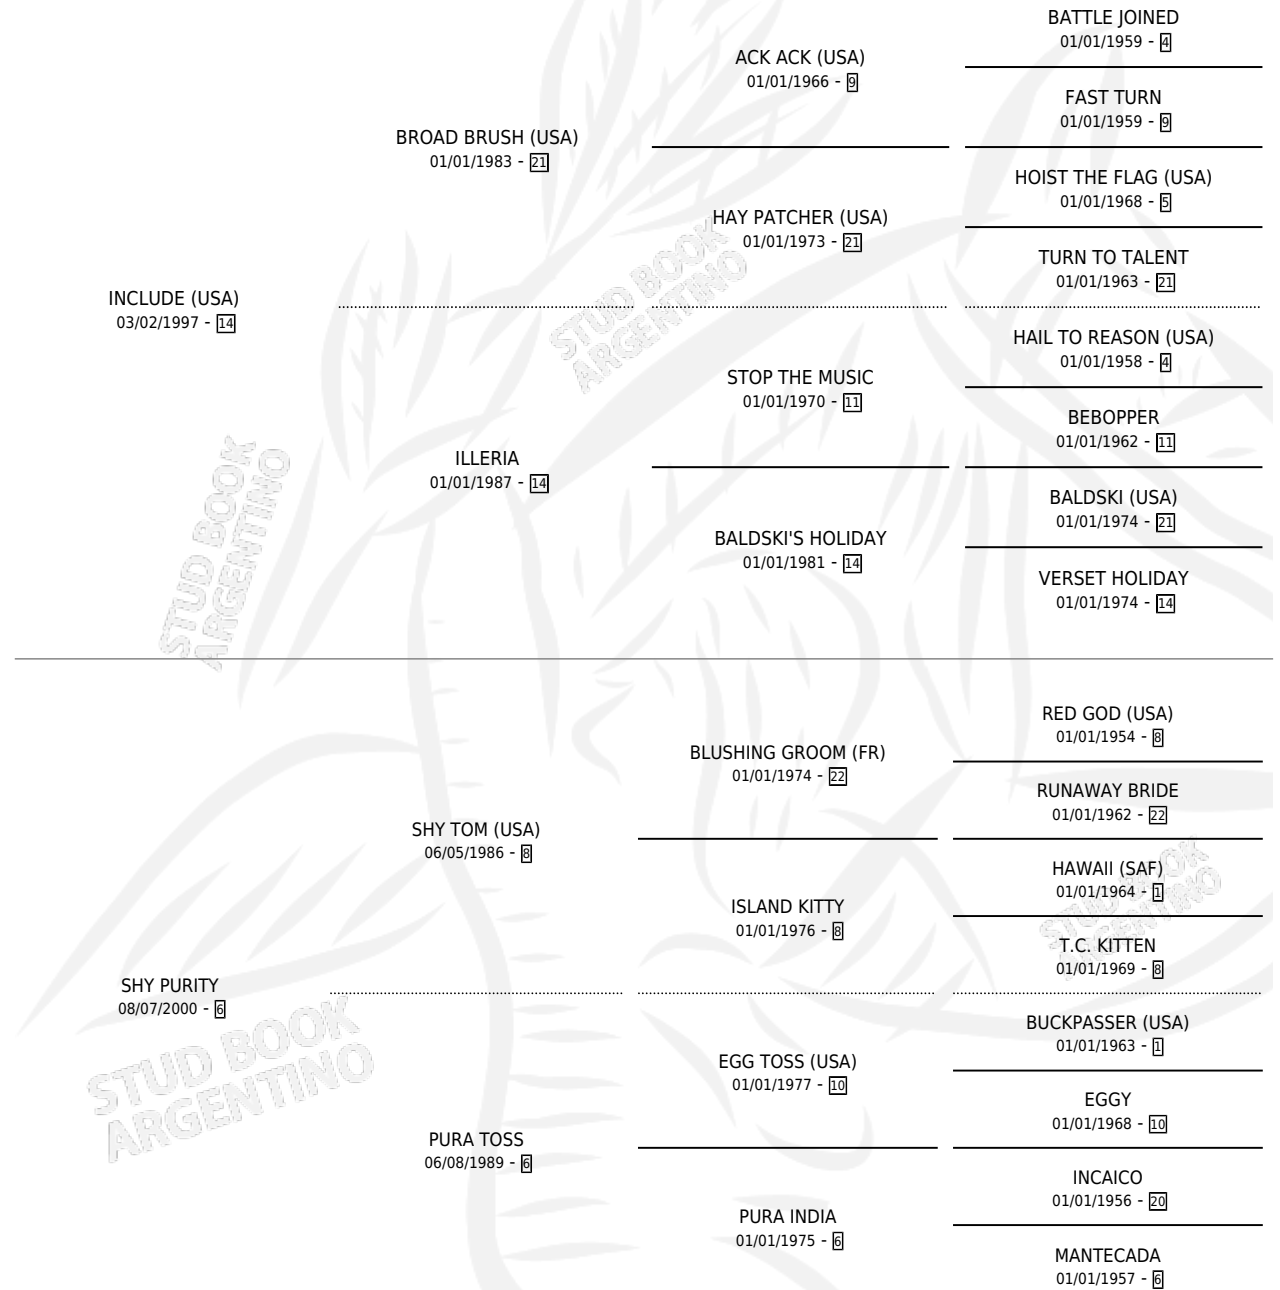 BATTLE JOINED
01/01/1959 - 4
ACK ACK (USA)
01/01/1966 - 9
FAST TURN
01/01/1959 - 9
BROAD BRUSH (USA)
01/01/1983 - 21
HOIST THE FLAG (USA)
01/01/1968 - 5
HAY PATCHER (USA)
01/01/1973 - 21
TURN TO TALENT
01/01/1963 - 21
INCLUDE (USA)
03/02/1997 - 14
HAIL TO REASON (USA)
01/01/1958 - 4
STOP THE MUSIC
01/01/1970 - 11
BEBOPPER
01/01/1962 - 11
ILLERIA
01/01/1987 - 14
BALDSKI (USA)
01/01/1974 - 21
BALDSKI'S HOLIDAY
01/01/1981 - 14
VERSET HOLIDAY
01/01/1974 - 14
RED GOD (USA)
01/01/1954 - 8
BLUSHING GROOM (FR)
01/01/1974 - 22
RUNAWAY BRIDE
01/01/1962 - 22
SHY TOM (USA)
06/05/1986 - 8
HAWAII (SAF)
01/01/1964 - 1
ISLAND KITTY
01/01/1976 - 8
T.C. KITTEN
01/01/1969 - 8
SHY PURITY
08/07/2000 - 6
BUCKPASSER (USA)
01/01/1963 - 1
EGG TOSS (USA)
01/01/1977 - 10
EGGY
01/01/1968 - 10
PURA TOSS
06/08/1989 - 6
INCAICO
01/01/1956 - 20
PURA INDIA
01/01/1975 - 6
MANTECADA
01/01/1957 - 6
STUD BOOK
ARGENTINO
STUD BOOK
ARGENTINO
STUD BOOK
ARGENTINO
STUD BOOK
ARGENTINO